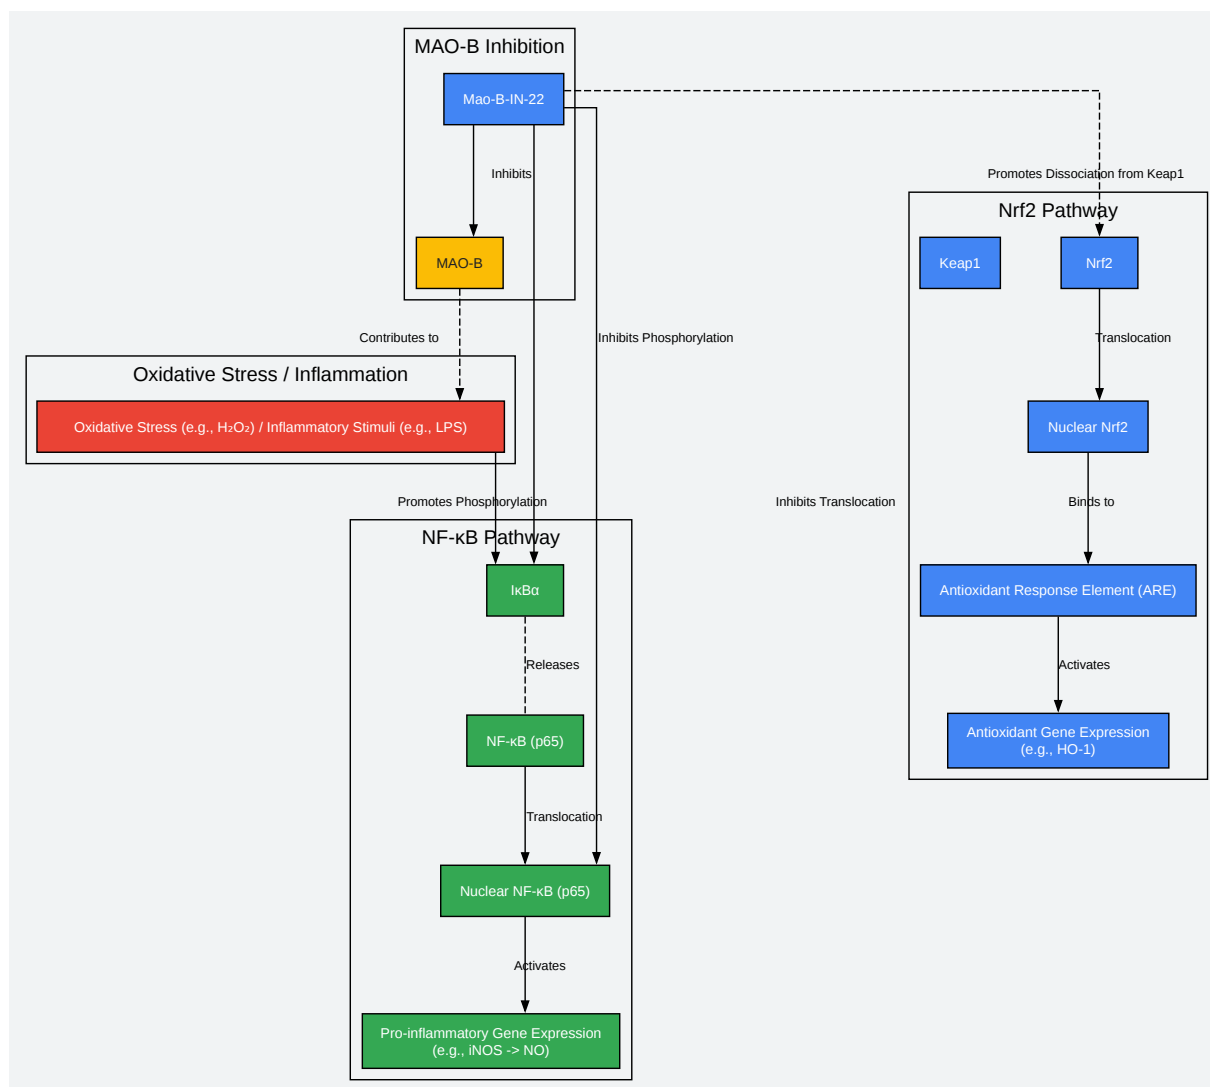 MAO-B Inhibition
Mao-B-IN-22
Inhibits
Promotes Dissociation from Keap1
Nrf2 Pathway
MAO-B
Keap1
Nrf2
Contributes to
Inhibits Phosphorylation
Translocation
Oxidative Stress / Inflammation
Oxidative Stress (e.g., H₂O₂) / Inflammatory Stimuli (e.g., LPS)
Nuclear Nrf2
Promotes Phosphorylation
Inhibits Translocation
Binds to
NF-κB Pathway
IκBα
Antioxidant Response Element (ARE)
Releases
Activates
NF-κB (p65)
Antioxidant Gene Expression
(e.g., HO-1)
Translocation
Nuclear NF-κB (p65)
Activates
Pro-inflammatory Gene Expression
(e.g., iNOS -> NO)